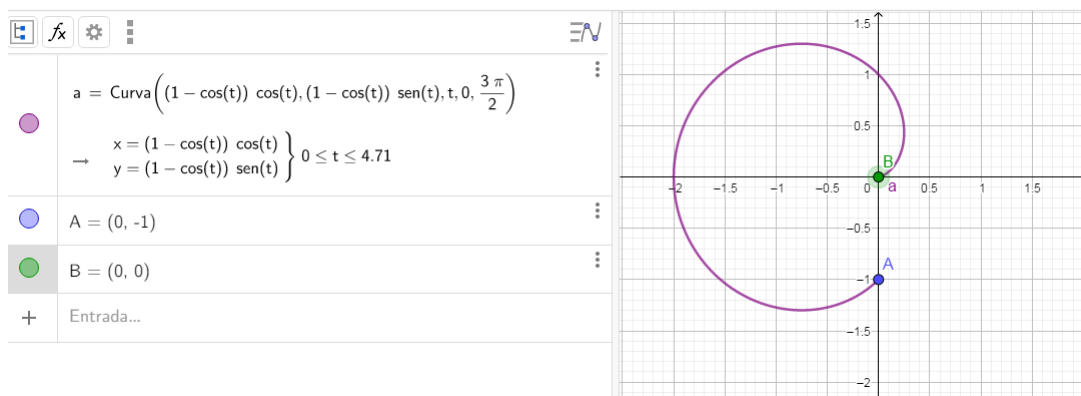 fx
a = Curva((1 − cos(t)) cos(t), (1 − cos(t)) sen(t), t, 0, 3 π/2)
→ x = (1 − cos(t)) cos(t)
y = (1 − cos(t)) sen(t) } 0 ≤ t ≤ 4.71
A = (0, -1)
B = (0, 0)
+ Entrada...
1.5
1
0.5
B
−2 −1.5 −1 −0.5 0 a 0.5 1 1.5
−0.5
A
−1
−1.5
−2